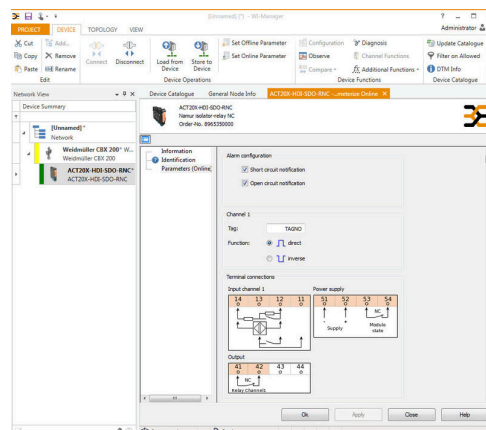 [Unnamed] (*) - WI-Manager
PROJECT DEVICE TOPOLOGY VIEW
Administrator
Cut Add...
Copy Remove
Paste Rename
Connect Disconnect
Load from Device
Store to Device
Set Offline Parameter
Set Online Parameter
Configuration Diagnosis
Observe Channel Functions
Compare Additional Functions
Update Catalogue
Filter on Allowed
DTM Info
Edit Device Operations Device Functions Device Catalogue
Network View
Device Catalogue General Node Info ACT20X-HDI-SDO-RNC -...meterize Online
Device Summary
[Unnamed]*
Network
Weidmüller CBX 200* W...
Weidmüller CBX 200
ACT20X-HDI-SDO-RNC*
ACT20X-HDI-SDO-RNC
ACT20X-HDI-SDO-RNC
Namur isolator relay NC
Order-No. 8965350000
Information
Identification
Parameters (Online)
Alarm configuration
Short circuit notification
Open circuit notification
Channel 1
Tag: TAGNO
Function: direct
inverse
Terminal connections
Input channel 1 Power supply
14 13 12 11 51 52 53 54
NC
- +
Supply Module state
Output
41 42 43 44
NC
Relay Channel1
Ok Apply Close Help